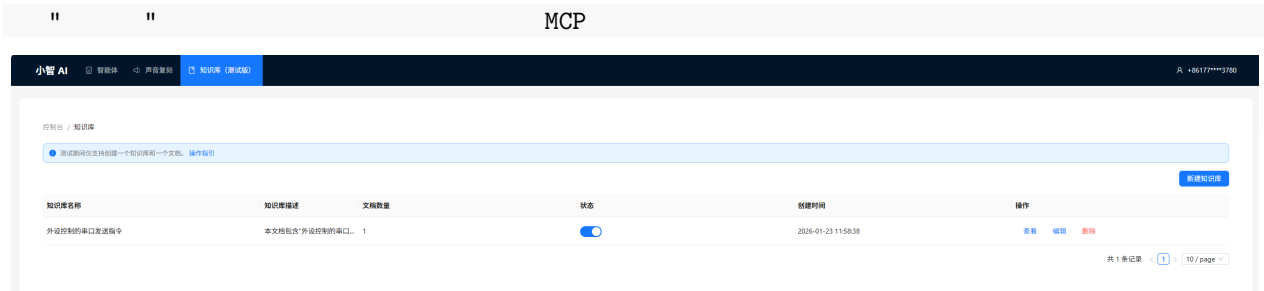 "        "                                        MCP
小智 AI 智能体 声音复刻 知识库（测试版） +86177****3780
控制台 / 知识库
测试期间仅支持创建一个知识库和一个文档。 操作指引
新建知识库
知识库名称 知识库描述 文档数量 状态 创建时间 操作
外设控制的串口发送指令 本文档包含"外设控制的串口... 1 2026-01-23 11:58:38 查看 编辑 删除
共 1 条记录 < 1 > 10 / page